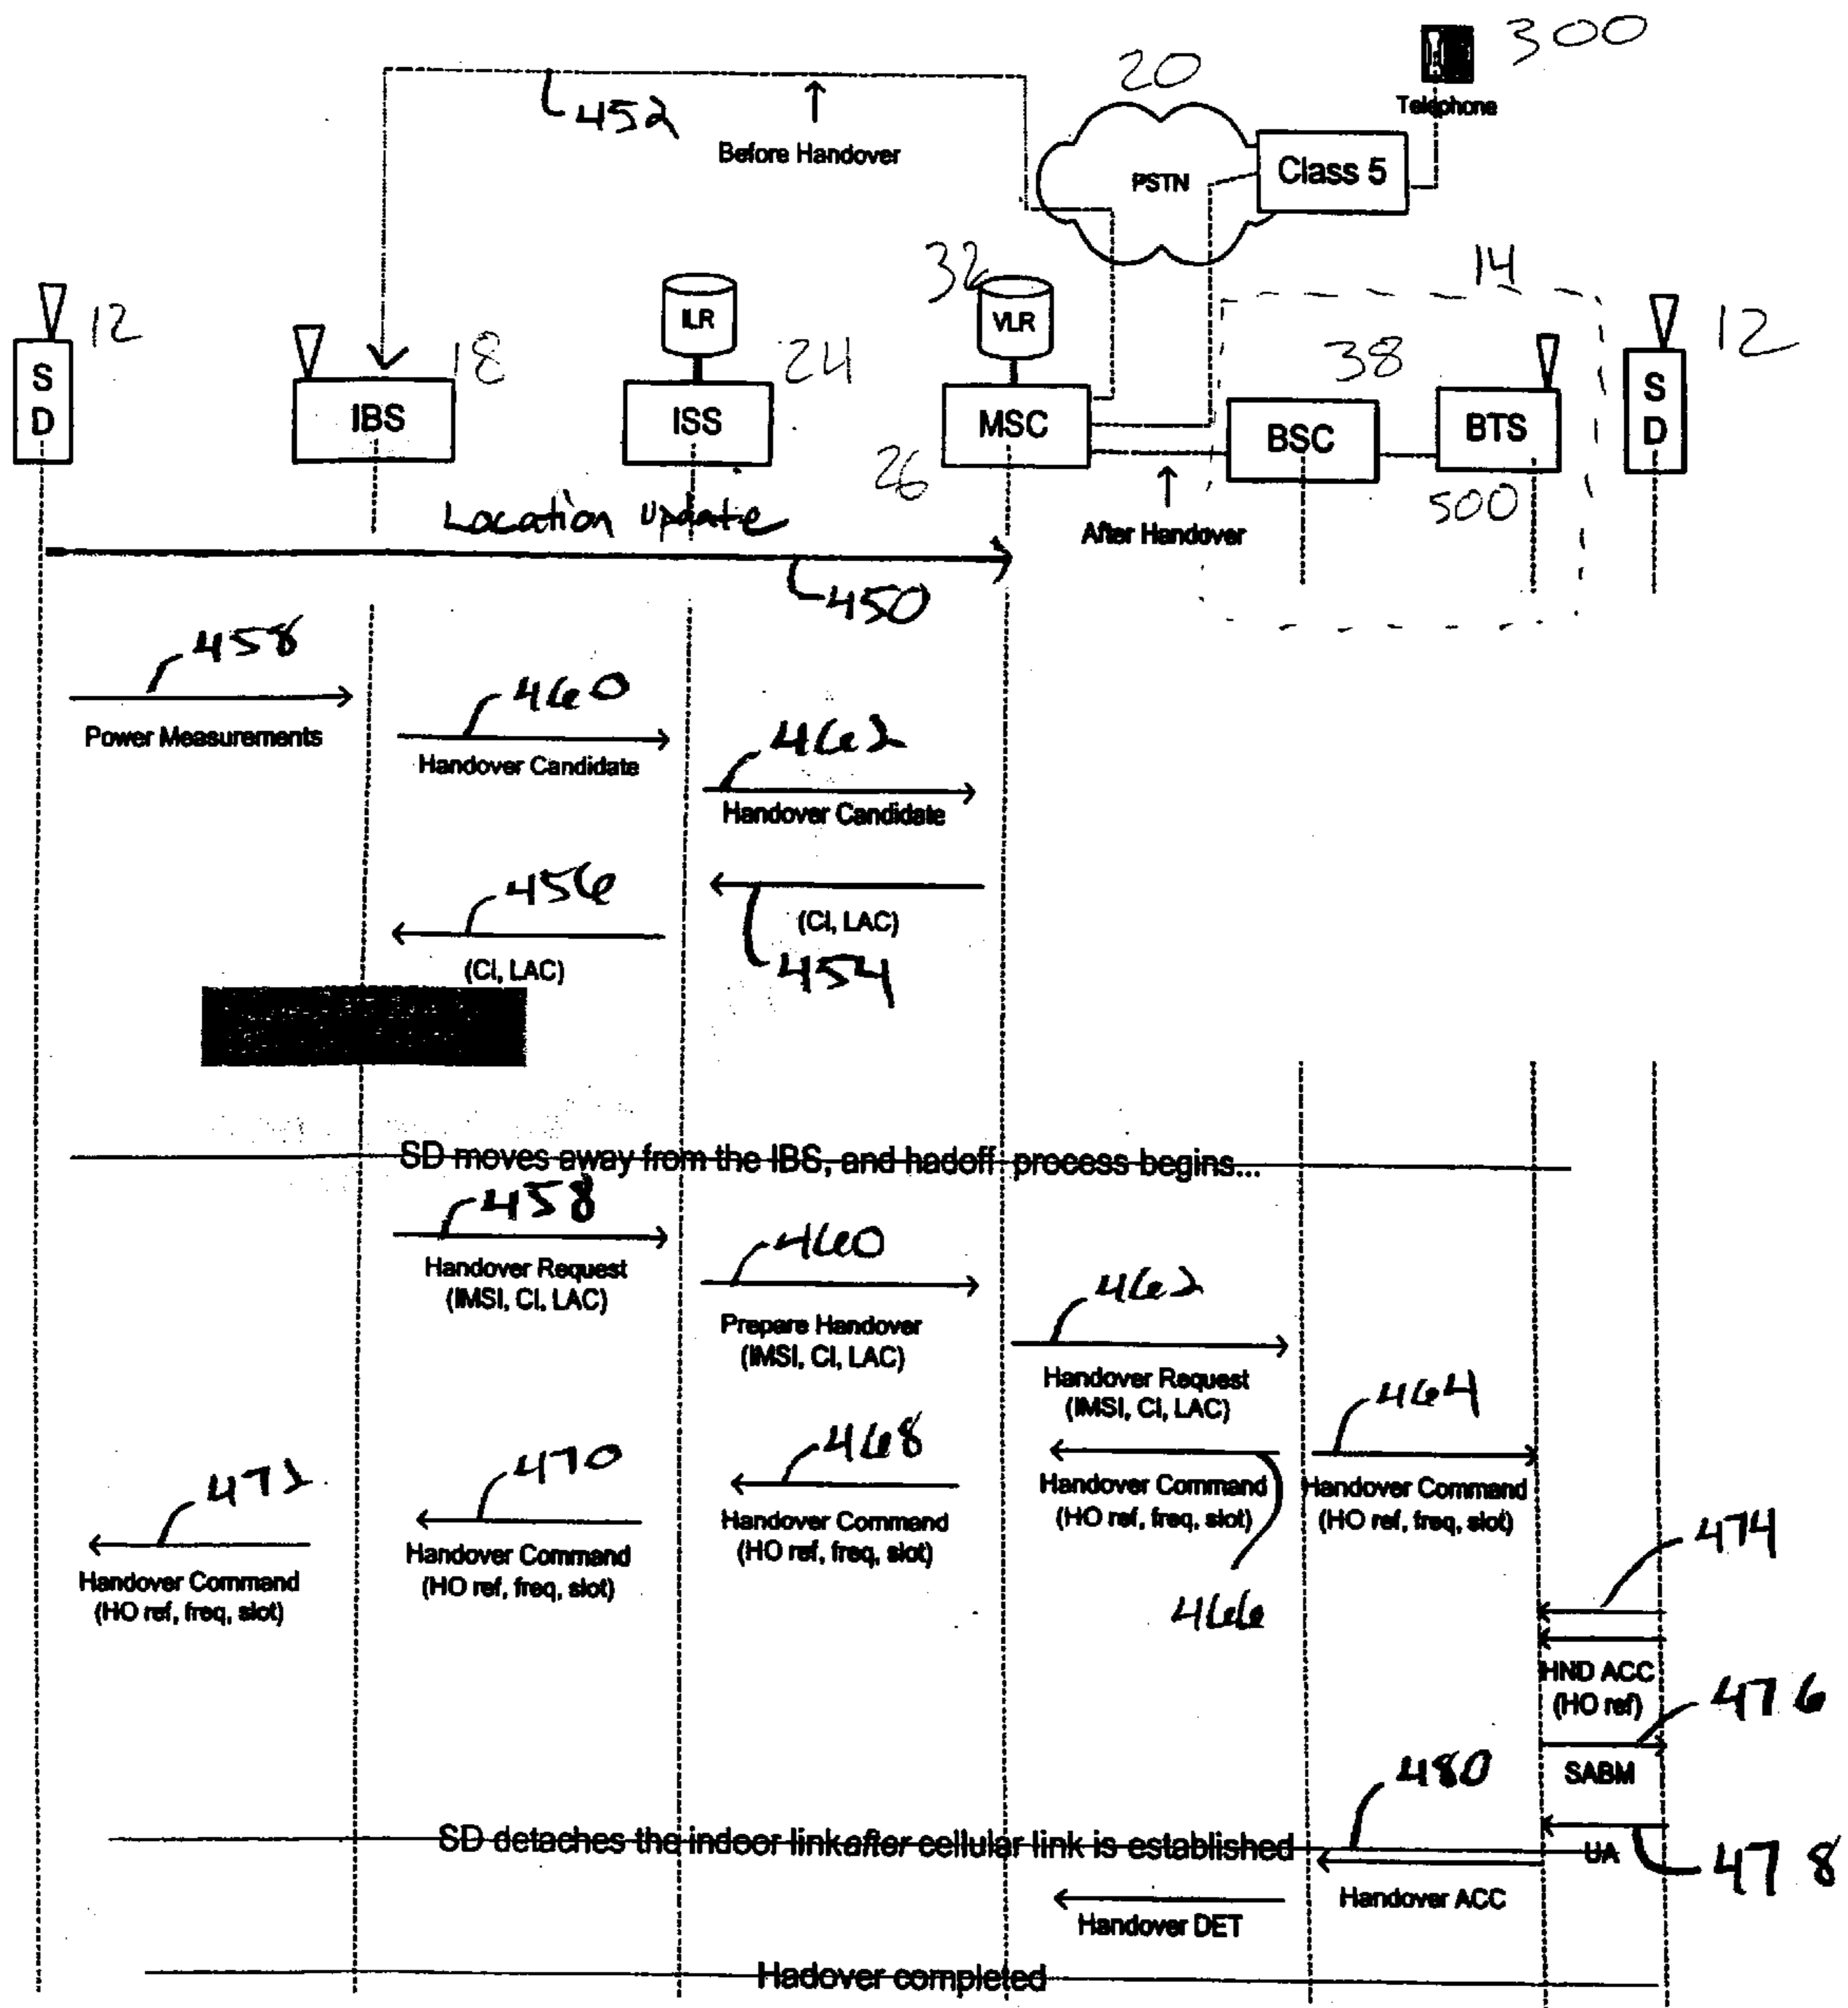 300
20
Telephone
452
Before Handover
PSTN
Class 5
14
12
32
ILR
VLR
12
18
24
38
S
D
IBS
ISS
MSC
BSC
BTS
S
D
26
500
Location Update
After Handover
450
458
460
Power Measurements
462
Handover Candidate
Handover Candidate
456
(CI, LAC)
454
(CI, LAC)
SD moves away from the IBS, and hadoff process begins...
458
460
Handover Request
(IMSI, CI, LAC)
462
Prepare Handover
(IMSI, CI, LAC)
Handover Request
(IMSI, CI, LAC)
464
468
470
471
Handover Command
(HO ref, freq, slot)
Handover Command
(HO ref, freq, slot)
Handover Command
(HO ref, freq, slot)
Handover Command
(HO ref, freq, slot)
Handover Command
(HO ref, freq, slot)
474
466
HND ACC
(HO ref)
476
SABM
480
SD detaches the indoor link after cellular link is established
UA
478
Handover ACC
Handover DET
Hadover completed